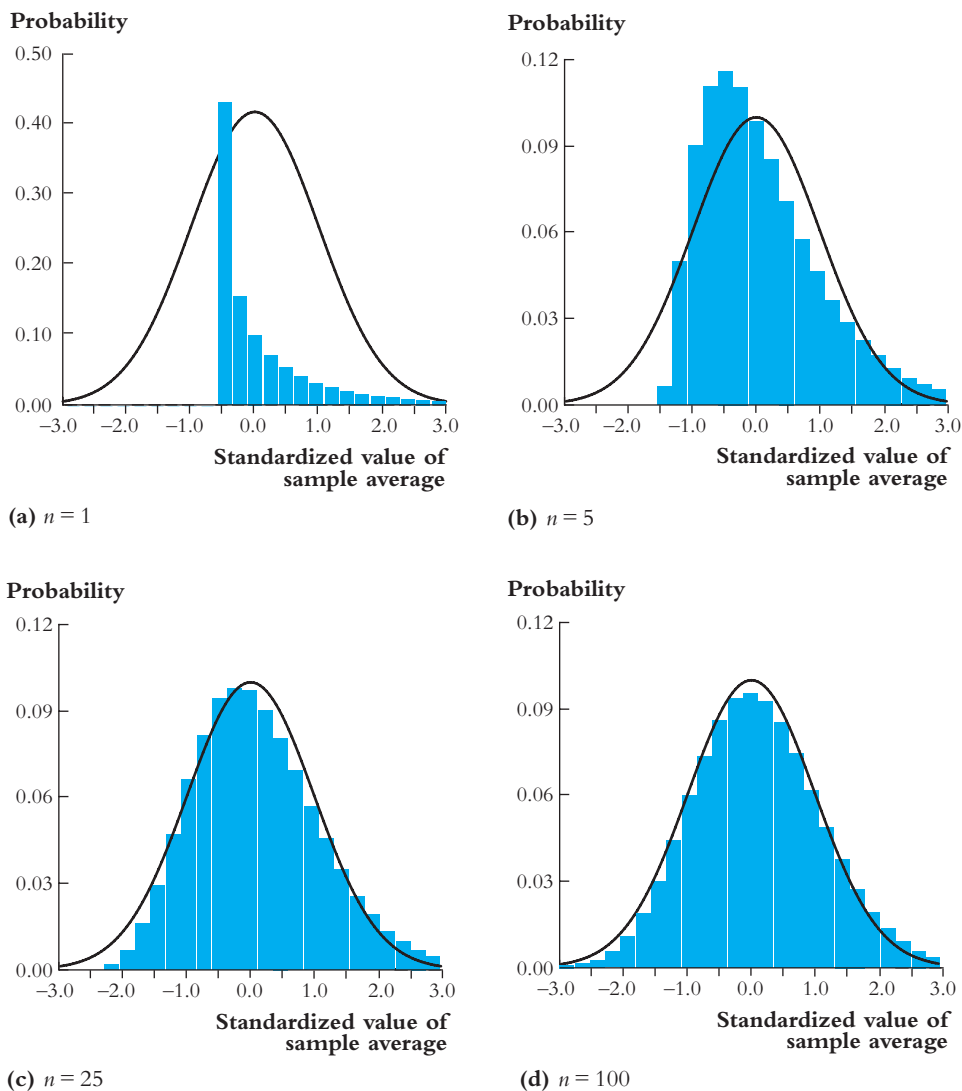 Probability
0.50
0.40
0.30
0.20
0.10
0.00
−3.0 −2.0 −1.0 0.0 1.0 2.0 3.0
Standardized value of
sample average
(a) n = 1
Probability
0.12
0.09
0.06
0.03
0.00
−3.0 −2.0 −1.0 0.0 1.0 2.0 3.0
Standardized value of
sample average
(b) n = 5
Probability
0.12
0.09
0.06
0.03
0.00
−3.0 −2.0 −1.0 0.0 1.0 2.0 3.0
Standardized value of
sample average
(c) n = 25
Probability
0.12
0.09
0.06
0.03
0.00
−3.0 −2.0 −1.0 0.0 1.0 2.0 3.0
Standardized value of
sample average
(d) n = 100